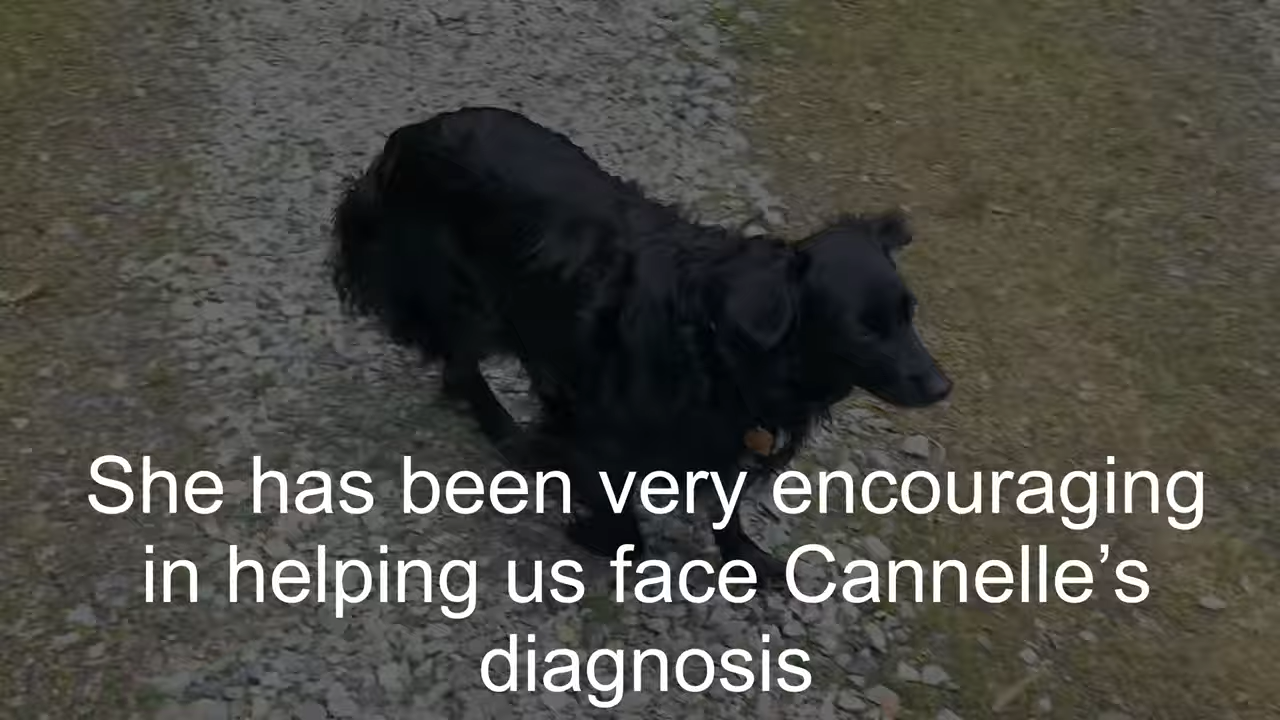 She has been very encouraging
in helping us face Cannelle’s
diagnosis